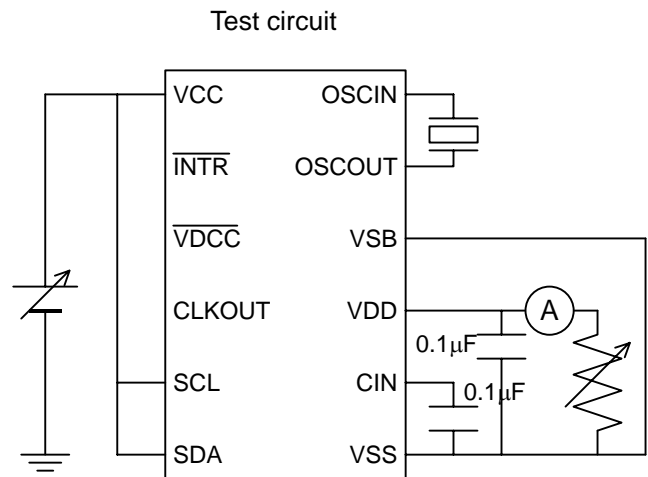 Test circuit
VCC OSCIN
INTR OSCOUT
VDCC VSB
CLKOUT VDD A
0.1μF
SCL CIN 0.1μF
SDA VSS